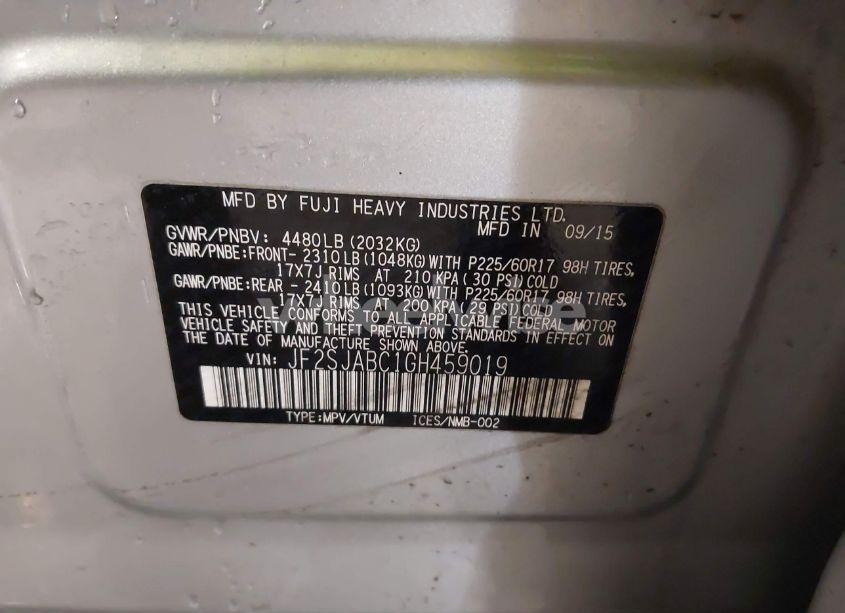 MFD BY FUJI HEAVY INDUSTRIES LTD.
MFD IN 09/15
GVWR/PNBV: 4480LB(2032KG)
GAWR/PNBE:FRONT- 2310LB(1048KG)WITH P225/60R17 98H TIRES,
17X7J RIMS AT 210 KPA(30 PSI)COLD
GAWR/PNBE:REAR - 2410LB(1093KG)WITH P225/60R17 98H TIRES,
17X7J RIMS AT 200 KPA(29 PSI)COLD
THIS VEHICLE CONFORMS TO ALL APPLICABLE FEDERAL MOTOR
VEHICLE SAFETY AND THEFT PREVENTION STANDARDS IN EFFECT ON
THE DATE OF MANUFACTURE SHOWN ABOVE.
VIN: JF2SJABC1GH459019
TYPE:MPV/VTUM ICES/NMB-002